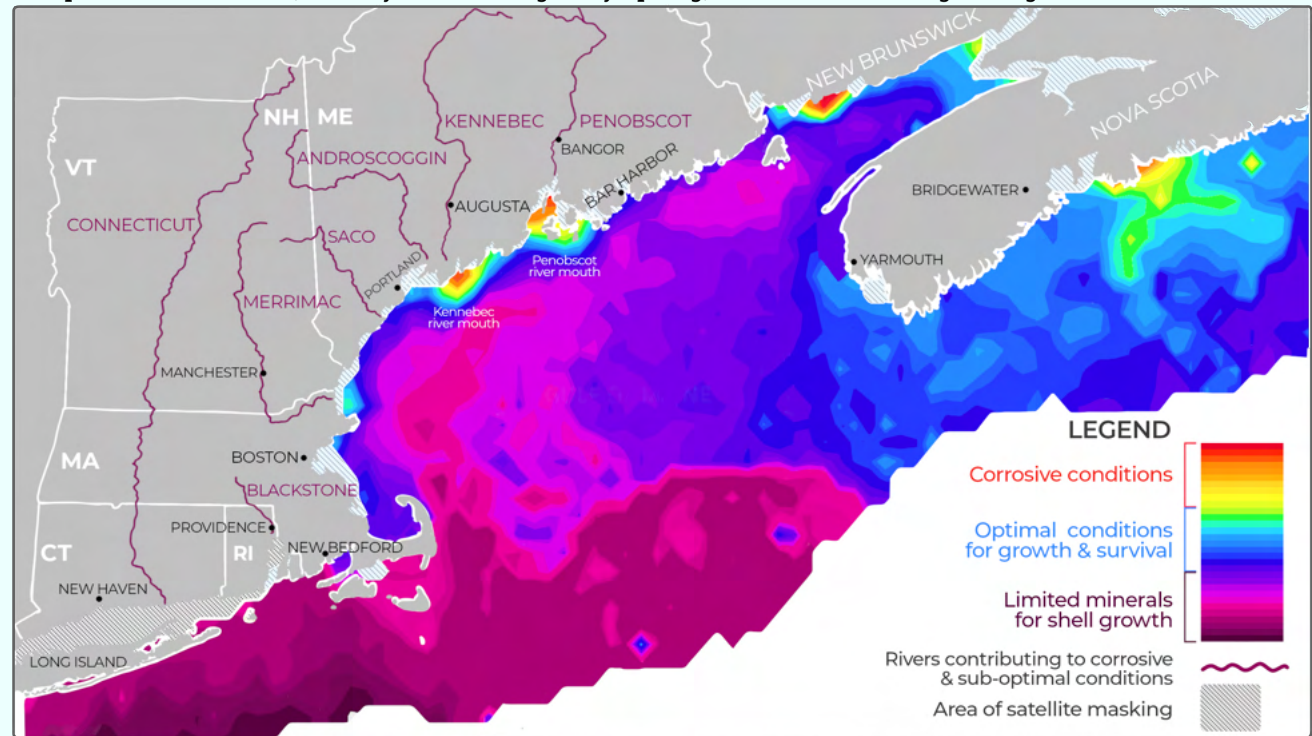 NEW BRUNSWICK
NOVA SCOTIA
NH
ME
KENNEBEC
PENOBSCOT
BANGOR
VT
ANDROSCOGGIN
BAR HARBOR
BRIDGEWATER
AUGUSTA
CONNECTICUT
SACO
PORTLAND
Penobscot
river mouth
YARMOUTH
MERRIMAC
Kennebec
river mouth
MANCHESTER
GULF OF MAINE
MA
BOSTON
BLACKSTONE
PROVIDENCE
CT
RI
NEW BEDFORD
NEW HAVEN
LONG ISLAND
LEGEND
Corrosive conditions
Optimal conditions
for growth & survival
Limited minerals
for shell growth
Rivers contributing to corrosive
& sub-optimal conditions
Area of satellite masking